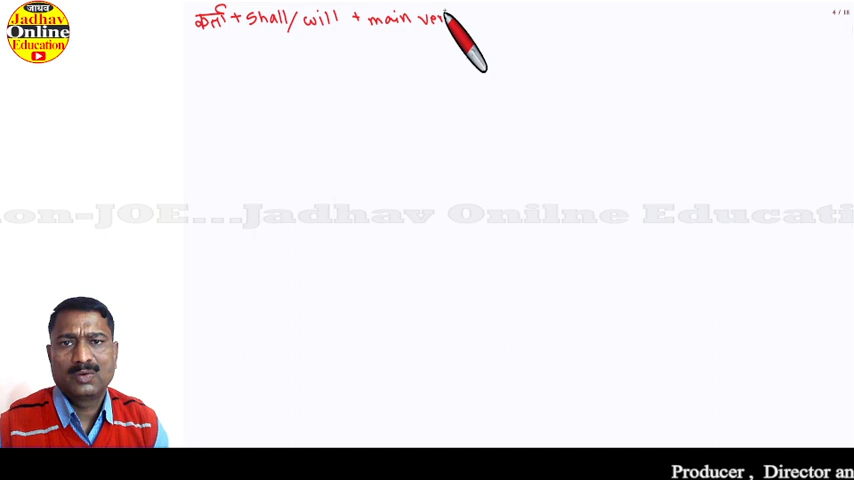 जाधव
Jadhav
Online
Education
कर्ता + Shall/will + main ver
4 / 18
on-JOE...Jadhav Onilne Educati
Producer , Director an